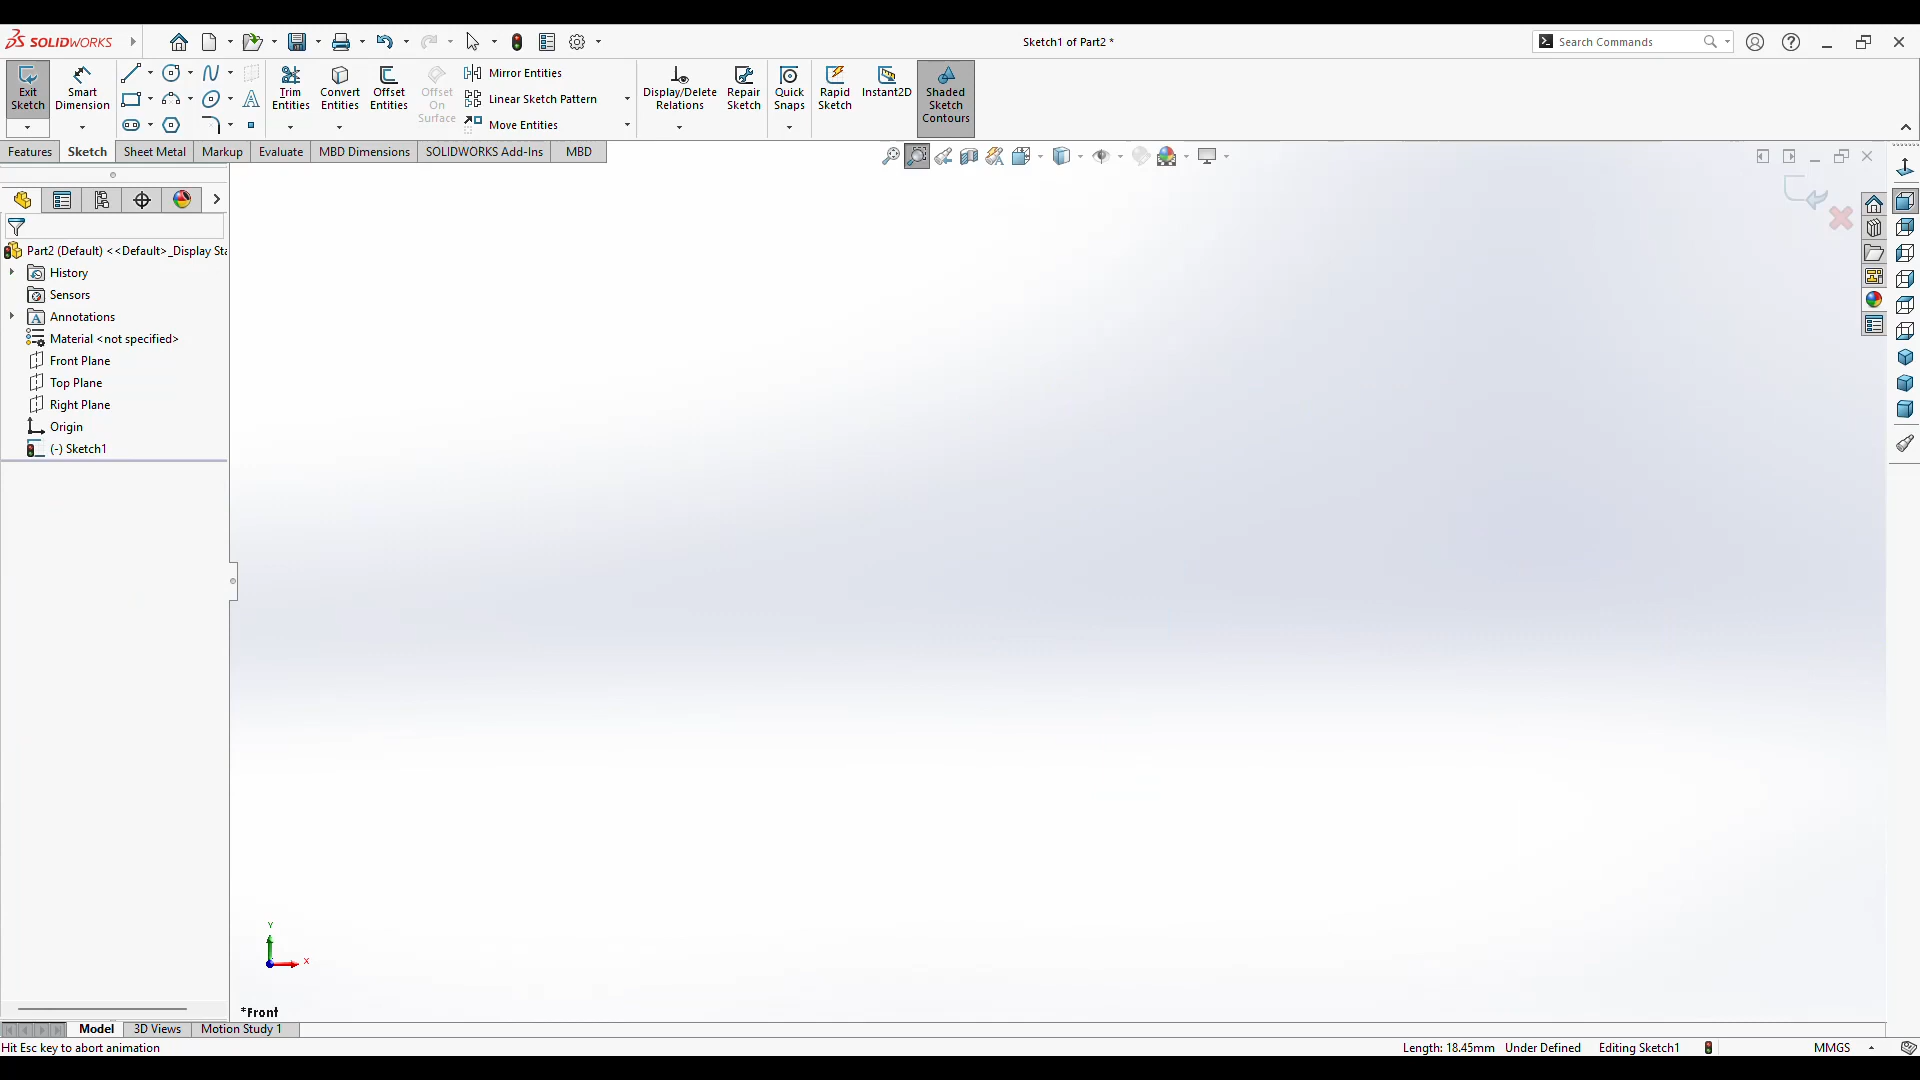 SOLIDWORKS
Sketch1 of Part2 *
Search Commands
Exit Sketch
Smart Dimension
Trim Entities
Convert Entities
Offset Entities
Offset On Surface
Mirror Entities
Linear Sketch Pattern
Move Entities
Display/Delete Relations
Repair Sketch
Quick Snaps
Rapid Sketch
Instant2D
Shaded Sketch Contours
Features
Sketch
Sheet Metal
Markup
Evaluate
MBD Dimensions
SOLIDWORKS Add-Ins
MBD
Part2 (Default) <<Default>_Display Sta
History
Sensors
Annotations
Material <not specified>
Front Plane
Top Plane
Right Plane
Origin
(-) Sketch1
Y
X
*Front
Model
3D Views
Motion Study 1
Hit Esc key to abort animation
Length: 18.45mm
Under Defined
Editing Sketch1
MMGS